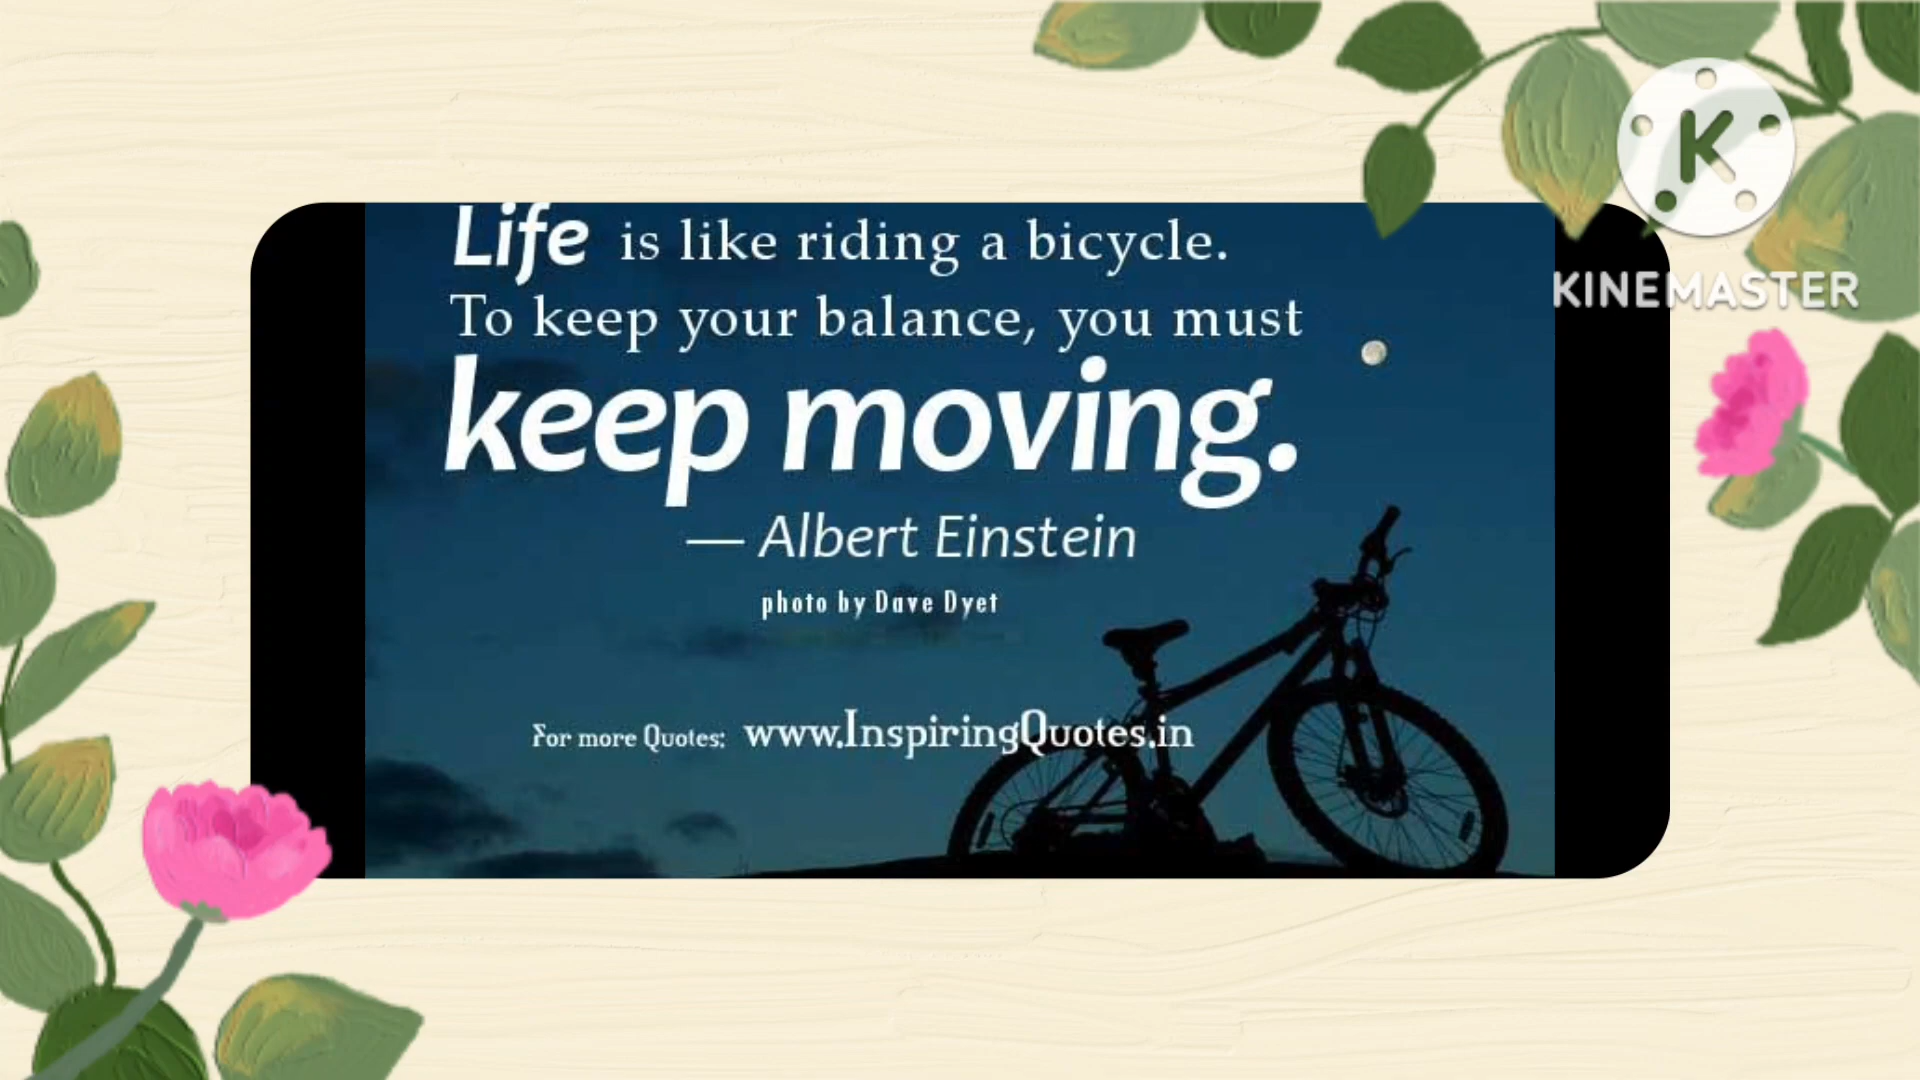 K
KINEMASTER
Life is like riding a bicycle.
To keep your balance, you must
keep moving.
— Albert Einstein
photo by Dave Dyet
For more Quotes: www.InspiringQuotes.in